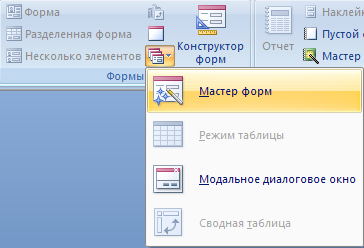 Форма
Разделенная форма
Несколько элементов
Конструктор
форм
Формы
Отчет
Наклейк
Пустой
Мастер
Мастер форм
Режим таблицы
Модальное диалоговое окно
Сводная таблица